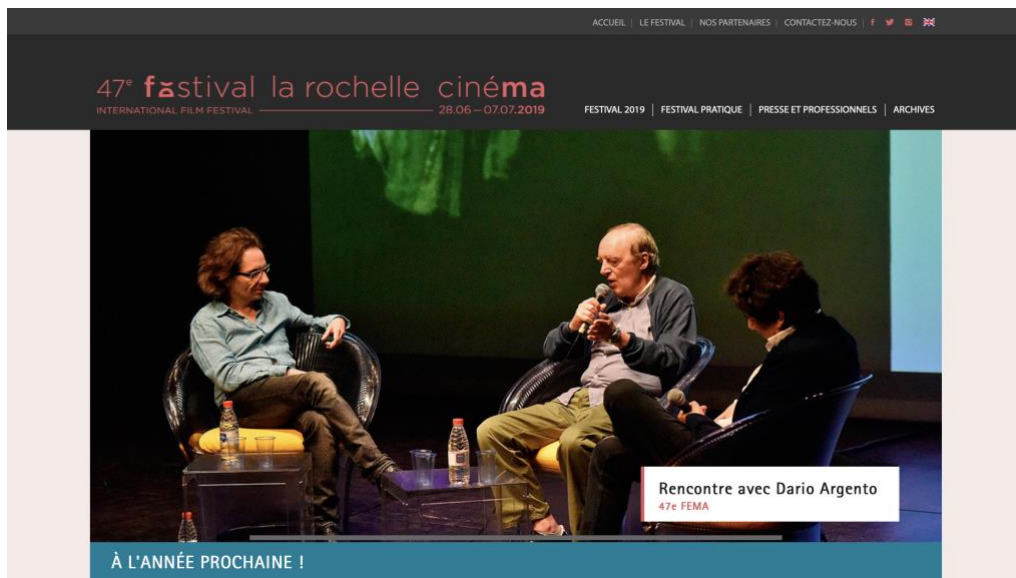 ACCUEIL | LE FESTIVAL | NOS PARTENAIRES | CONTACTEZ-NOUS |
47e festival la rochelle cinéma
INTERNATIONAL FILM FESTIVAL 28.06 – 07.07.2019
FESTIVAL 2019 | FESTIVAL PRATIQUE | PRESSE ET PROFESSIONNELS | ARCHIVES
Rencontre avec Dario Argento
47e FEMA
À L'ANNÉE PROCHAINE !